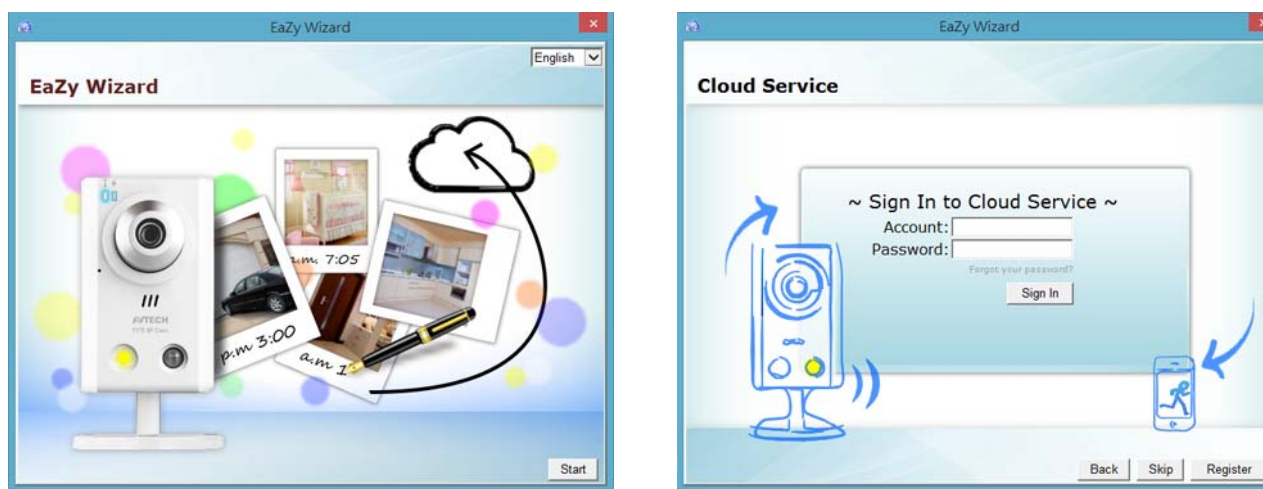 EaZy Wizard
English
EaZy Wizard
a.m. 7:05
p.m 3:00
a.m 1
AVTECH
Start
EaZy Wizard
Cloud Service
~ Sign In to Cloud Service ~
Account:
Password:
Forgot your password?
Sign In
Back Skip Register